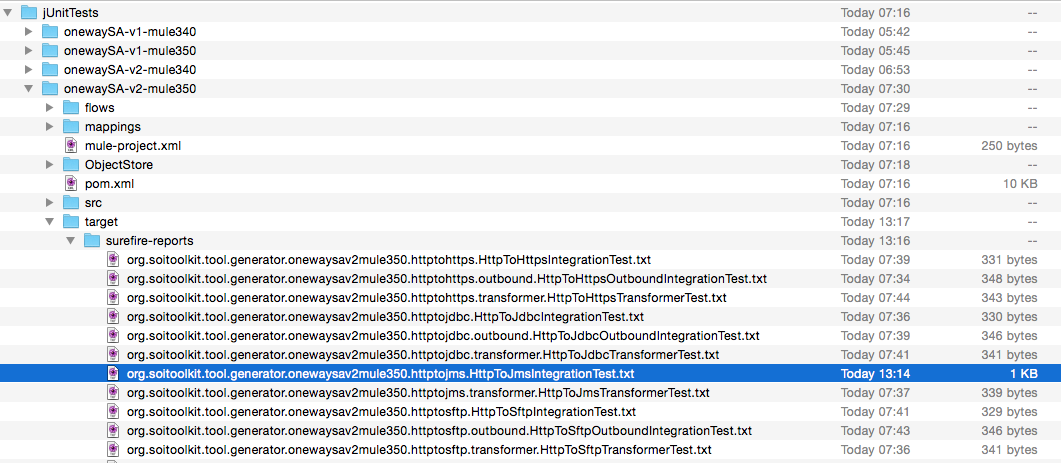 jUnitTests Today 07:16 --
onewaySA-v1-mule340 Today 05:42 --
onewaySA-v1-mule350 Today 05:45 --
onewaySA-v2-mule340 Today 06:53 --
onewaySA-v2-mule350 Today 07:30 --
flows Today 07:29 --
mappings Today 07:16 --
mule-project.xml Today 07:16 250 bytes
ObjectStore Today 07:18 --
pom.xml Today 07:16 10 KB
src Today 07:16 --
target Today 13:17 --
surefire-reports Today 13:16 --
org.soitoolkit.tool.generator.onewaysav2mule350.httptohttps.HttpToHttpsIntegrationTest.txt Today 07:39 331 bytes
org.soitoolkit.tool.generator.onewaysav2mule350.httptohttps.outbound.HttpToHttpsOutboundIntegrationTest.txt Today 07:34 348 bytes
org.soitoolkit.tool.generator.onewaysav2mule350.httptohttps.transformer.HttpToHttpsTransformerTest.txt Today 07:44 343 bytes
org.soitoolkit.tool.generator.onewaysav2mule350.httptojdbc.HttpToJdbcIntegrationTest.txt Today 07:36 330 bytes
org.soitoolkit.tool.generator.onewaysav2mule350.httptojdbc.outbound.HttpToJdbcOutboundIntegrationTest.txt Today 07:39 346 bytes
org.soitoolkit.tool.generator.onewaysav2mule350.httptojdbc.transformer.HttpToJdbcTransformerTest.txt Today 07:41 341 bytes
org.soitoolkit.tool.generator.onewaysav2mule350.httptojms.HttpToJmsIntegrationTest.txt Today 13:14 1 KB
org.soitoolkit.tool.generator.onewaysav2mule350.httptojms.transformer.HttpToJmsTransformerTest.txt Today 07:37 339 bytes
org.soitoolkit.tool.generator.onewaysav2mule350.httptosftp.HttpToSftpIntegrationTest.txt Today 07:41 329 bytes
org.soitoolkit.tool.generator.onewaysav2mule350.httptosftp.outbound.HttpToSftpOutboundIntegrationTest.txt Today 07:43 346 bytes
org.soitoolkit.tool.generator.onewaysav2mule350.httptosftp.transformer.HttpToSftpTransformerTest.txt Today 07:36 341 bytes